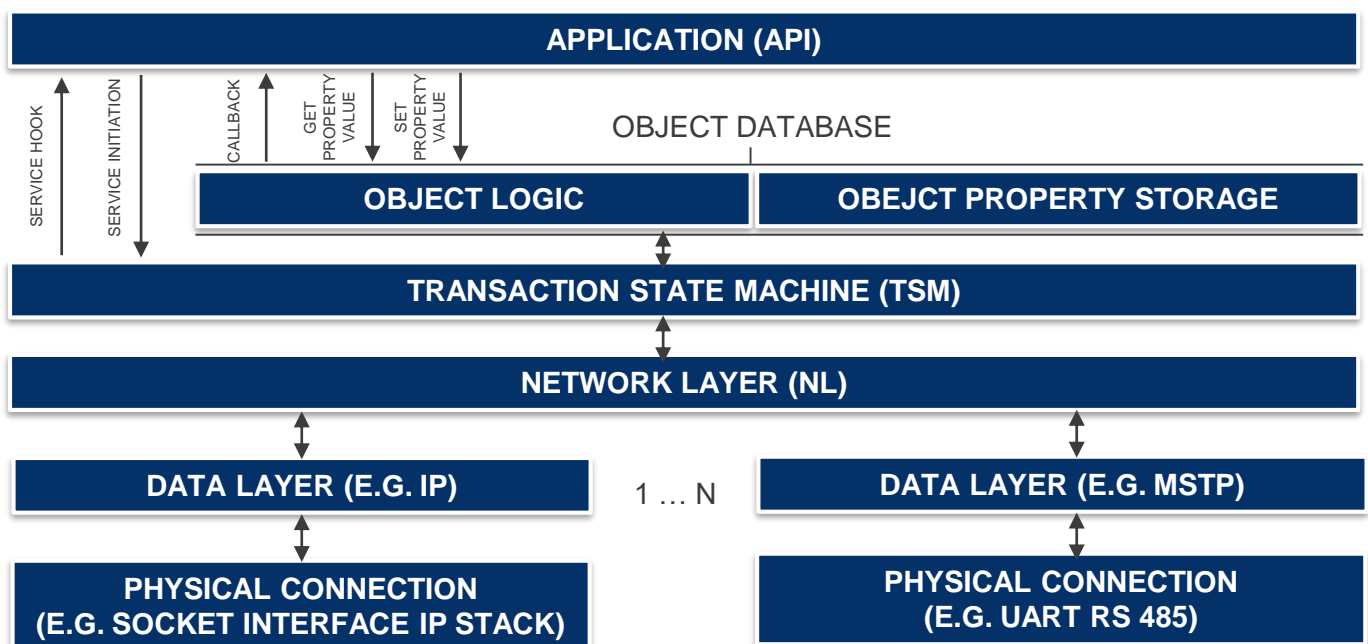 APPLICATION (API)
SERVICE HOOK
SERVICE INITIATION
CALLBACK
GET
PROPERTY
VALUE
SET
PROPERTY
VALUE
OBJECT DATABASE
OBJECT LOGIC
OBEJCT PROPERTY STORAGE
TRANSACTION STATE MACHINE (TSM)
NETWORK LAYER (NL)
DATA LAYER (E.G. IP)
1 … N
DATA LAYER (E.G. MSTP)
PHYSICAL CONNECTION
(E.G. SOCKET INTERFACE IP STACK)
PHYSICAL CONNECTION
(E.G. UART RS 485)